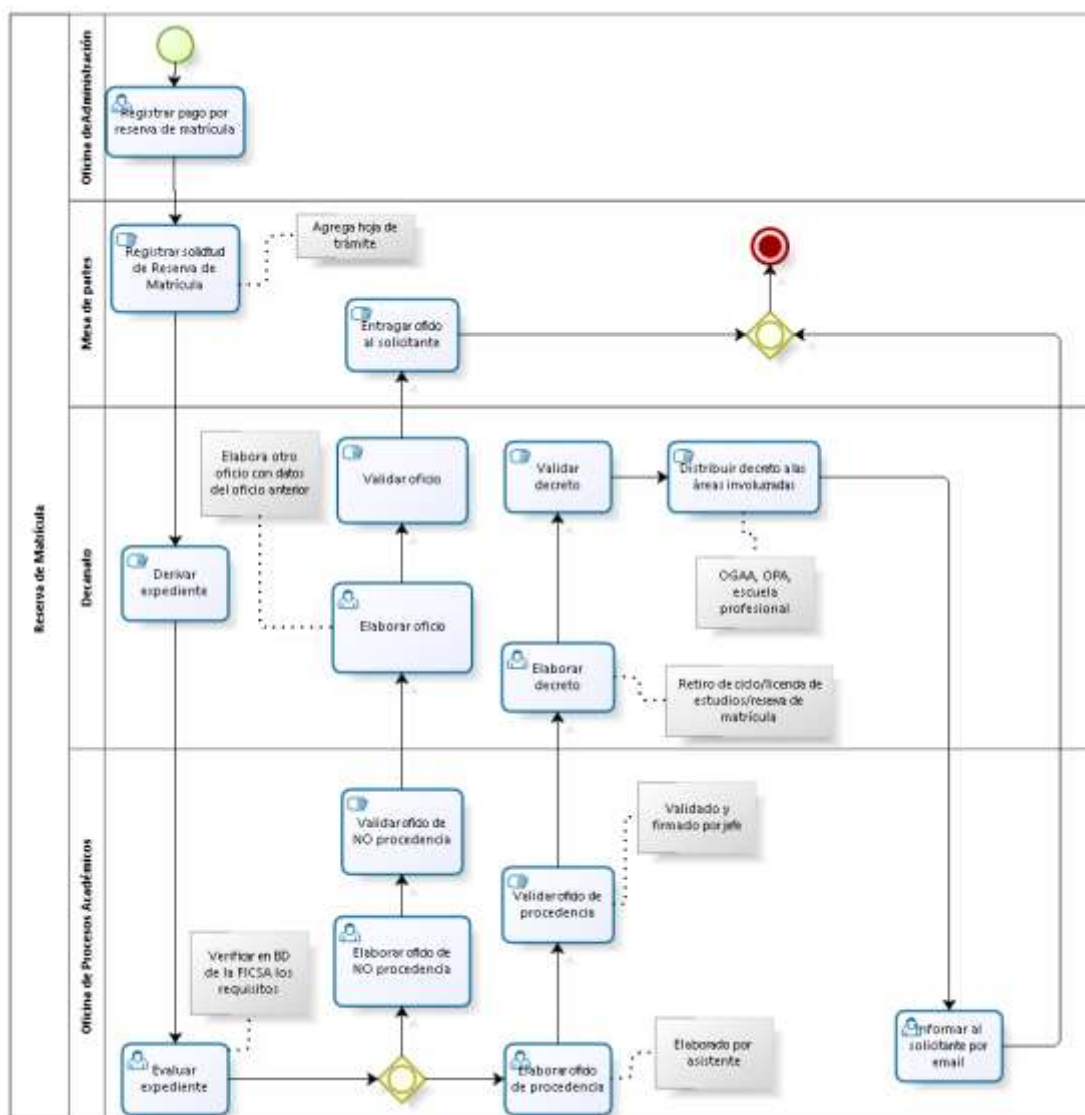 Reserva de Matrícula
Oficina deAdministración
Registrar pago por
reserva de matrícula
Mesa de partes
Registrar solicitud
de Reserva de
Matrícula
Agrega hoja de
trámite
Entragar oficio
al solicitante
Decanato
Elabora otro
oficio con datos
del oficio anterior
Validar oficio
Validar
decreto
Distribuir decreto a las
áreas involucradas
Derivar
expediente
Elaborar oficio
OGAA, OPA,
escuela
profesional
Elaborar
decreto
Retiro de ciclo/licencia de
estudios/reseva de
matrícula
Oficina de Procesos Académicos
Validar oficio de
NO procedencia
Validado y
firmado por jefe
Validar oficio de
procedencia
Verificar en BD
de la FICSA los
requisitos
Elaborar oficio de
NO procedencia
Evaluar
expediente
Elaborar oficio
de procedencia
Elaborado por
asistente
Informar al
solicitante por
email